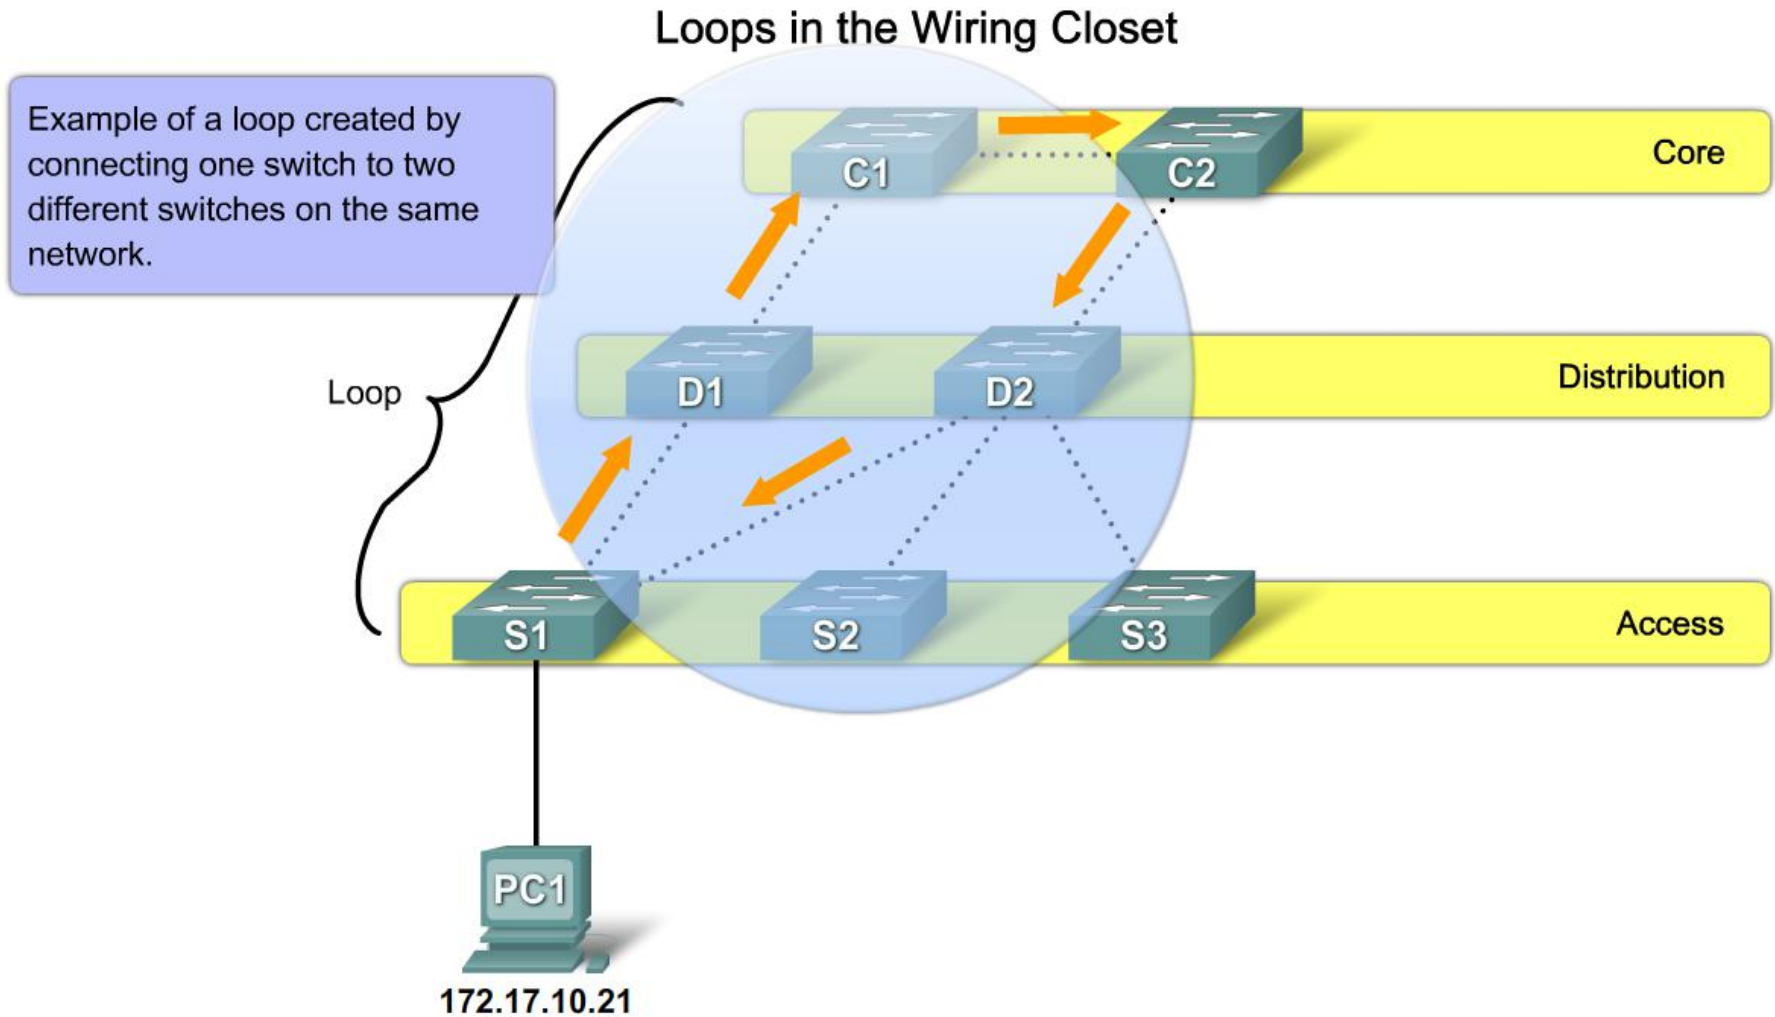 Loops in the Wiring Closet
Example of a loop created by
connecting one switch to two
different switches on the same
network.
C1
C2
Core
Loop
D1
D2
Distribution
S1
S2
S3
Access
PC1
172.17.10.21